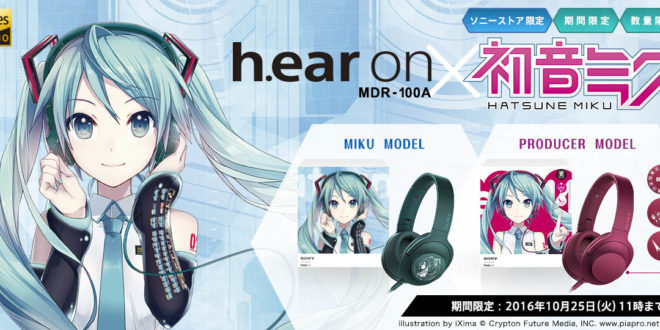 ソニーストア限定
期間限定
数量限
h.ear on × 初音ミク
MDR-100A
HATSUNE MIKU
MIKU MODEL
PRODUCER MODEL
SONY
SONY
期間限定：2016年10月25日(火)11時ま
Illustration by iXima © Crypton Future Media, INC. www.piapro.net